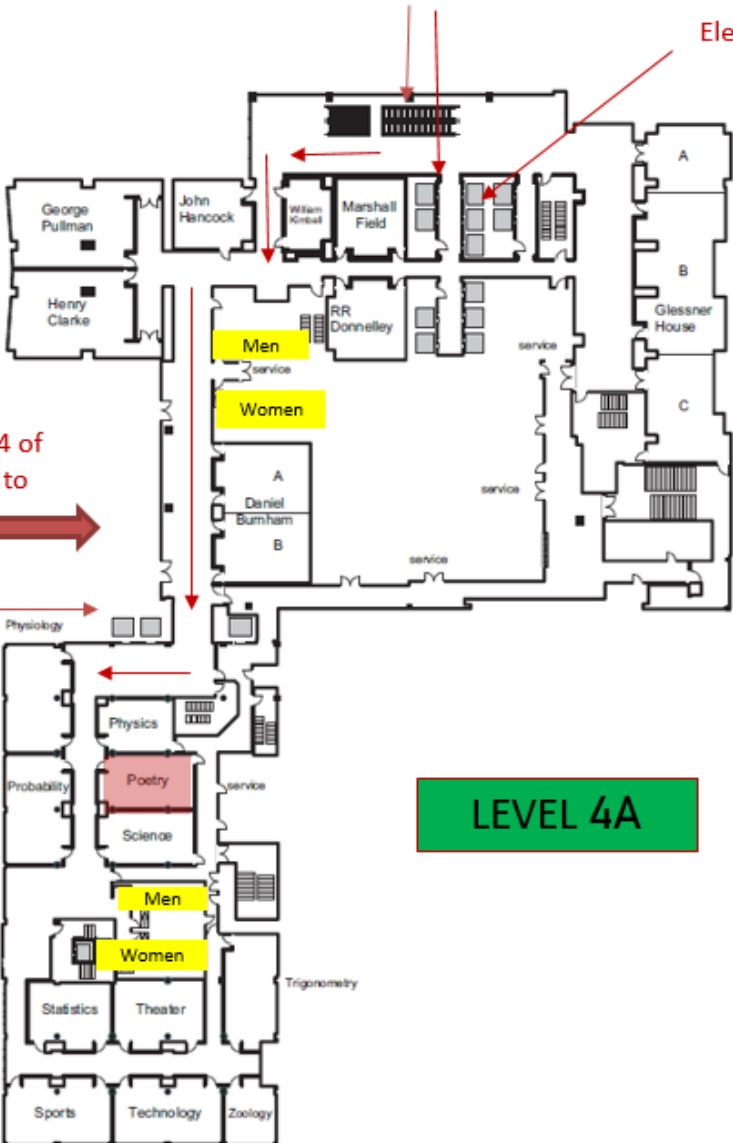 Ele
A
George
Pullman
John
Hancock
William
Kimball
Marshall
Field
B
Henry
Clarke
RR
Donnelley
Glessner
House
Men
service
service
Women
C
4 of
to
A
Daniel
Burnham
B
service
service
Physiology
Physics
Probability
Poetry
service
Science
LEVEL 4A
Men
Women
Statistics
Theater
Trigonometry
Sports
Technology
Zoology